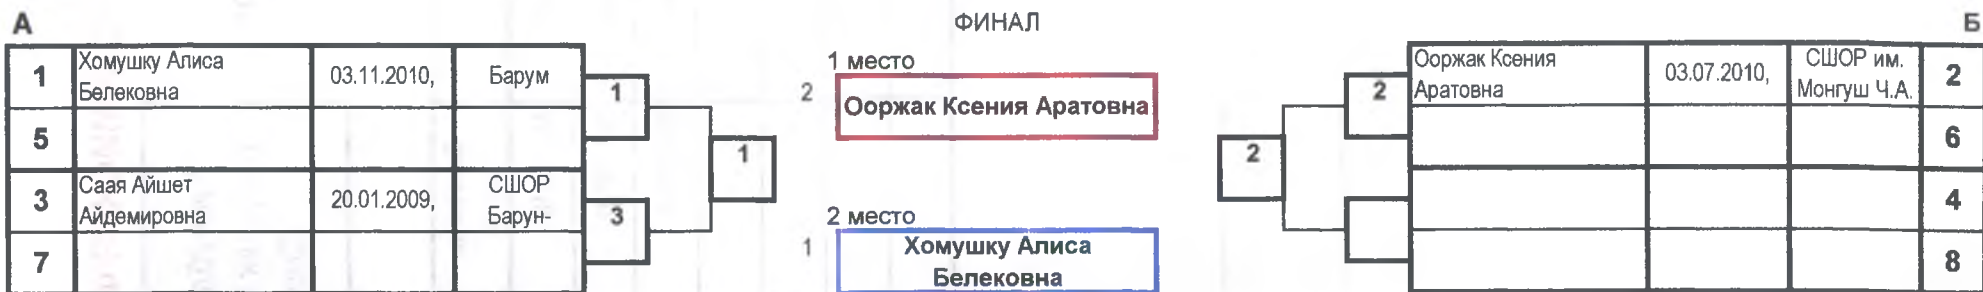 А
ФИНАЛ
Б
1
Хомушку Алиса
Белековна
03.11.2010,
Барум
5
3
Саая Айшет
Айдемировна
20.01.2009,
СШОР
Барун-
7
1
3
1
1 место
2
Ооржак Ксения Аратовна
2 место
1
Хомушку Алиса
Белековна
2
2
Ооржак Ксения
Аратовна
03.07.2010,
СШОР им.
Монгуш Ч.А.
2
6
4
8